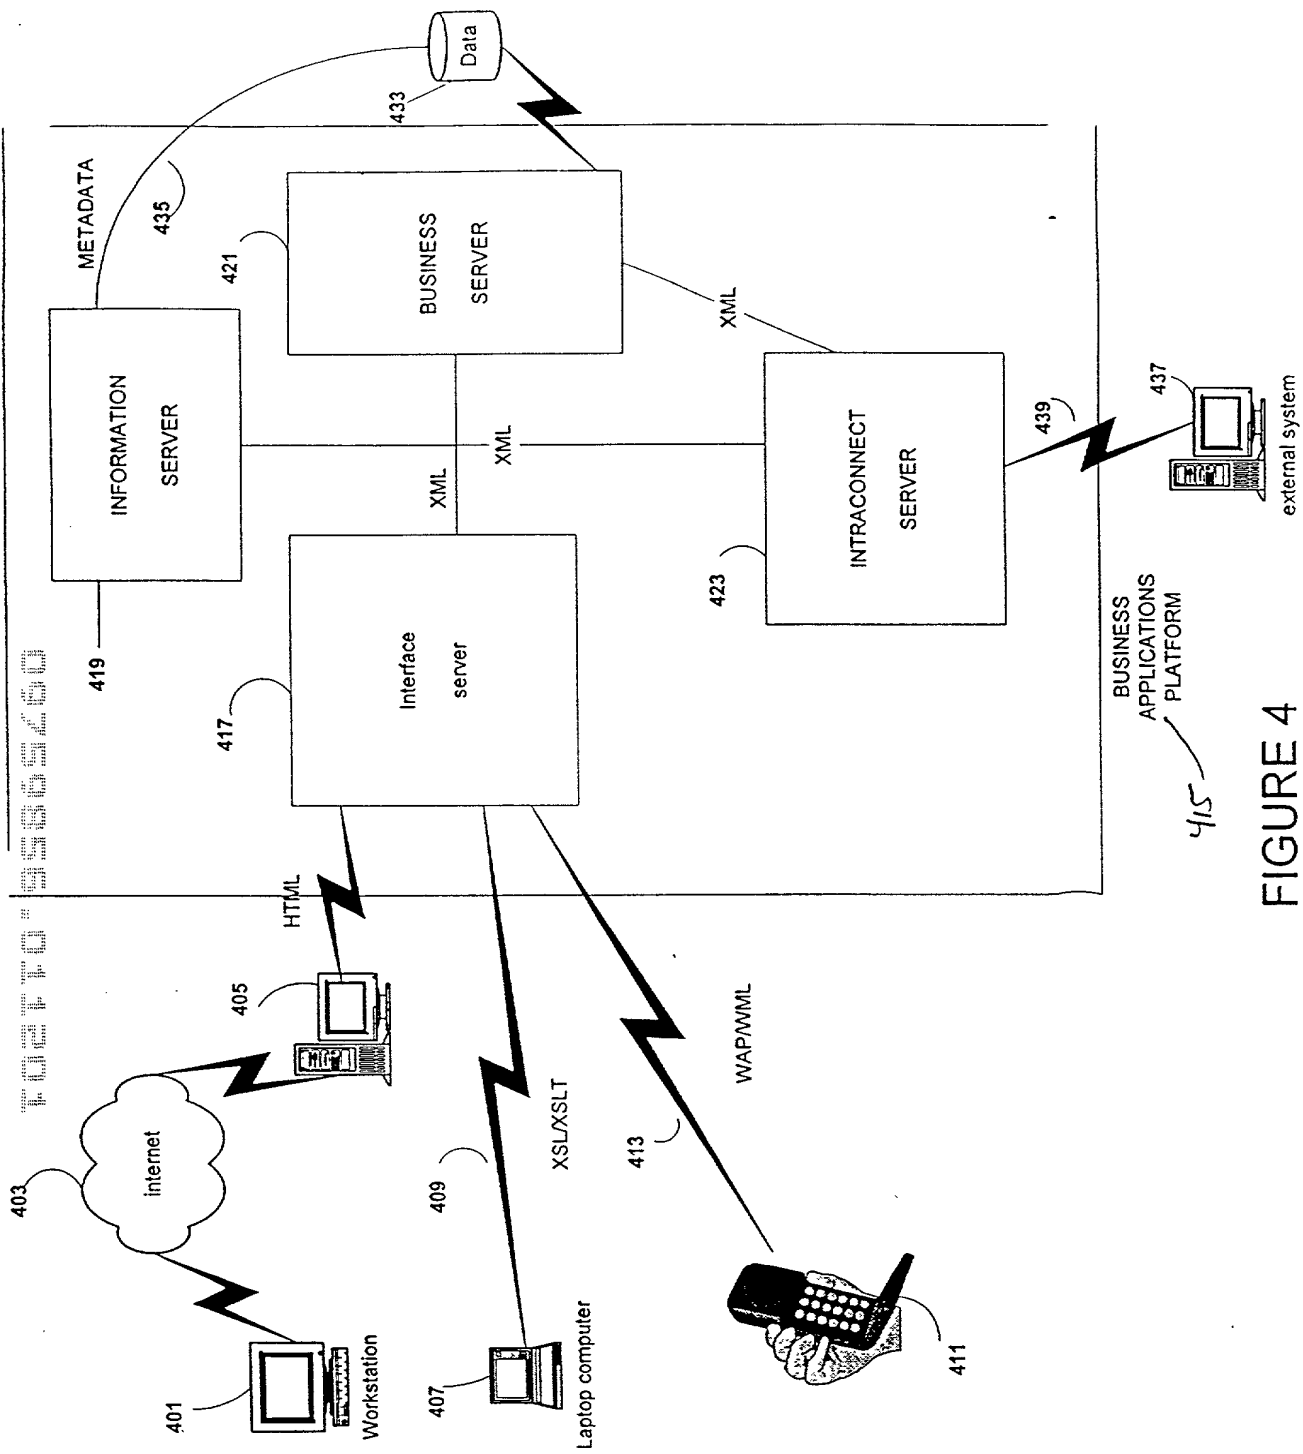 403
419
METADATA
internet
INFORMATION
SERVER
435
401
405
417
421
HTML
Workstation
433
Interface
server
BUSINESS
SERVER
Data
407
409
XML
XML
XSL/XSLT
Laptop computer
413
423
XML
WAP/WML
INTRACONNECT
SERVER
411
439
437
BUSINESS
APPLICATIONS
PLATFORM
415
external system
FIGURE 4